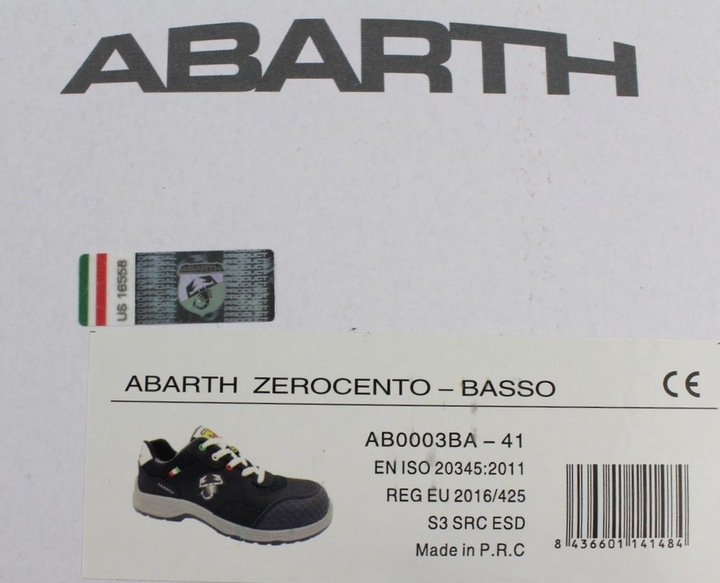 ABARTH
US 16558
ABARTH ZEROCENTO – BASSO
CE
AB0003BA – 41
EN ISO 20345:2011
REG EU 2016/425
S3 SRC ESD
Made in P.R.C
8 436601 141484
ABARTH